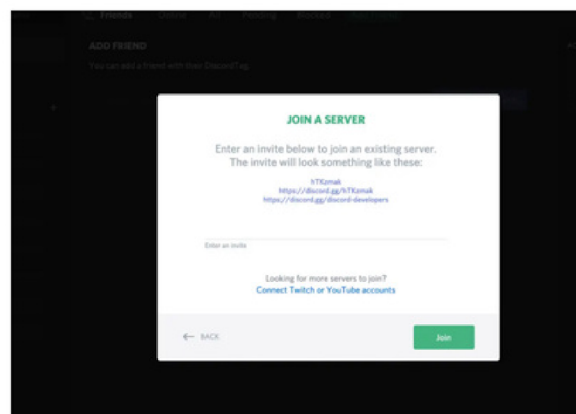 Friends Online All Pending Blocked
ADD FRIEND
You can add a friend with their DiscordTag.
JOIN A SERVER
Enter an invite below to join an existing server.
The invite will look something like these:
hTKzmak
https://discord.gg/hTKzmak
https://discord.gg/discord-developers
Enter an invite
Looking for more servers to join?
Connect Twitch or YouTube accounts
BACK
Join